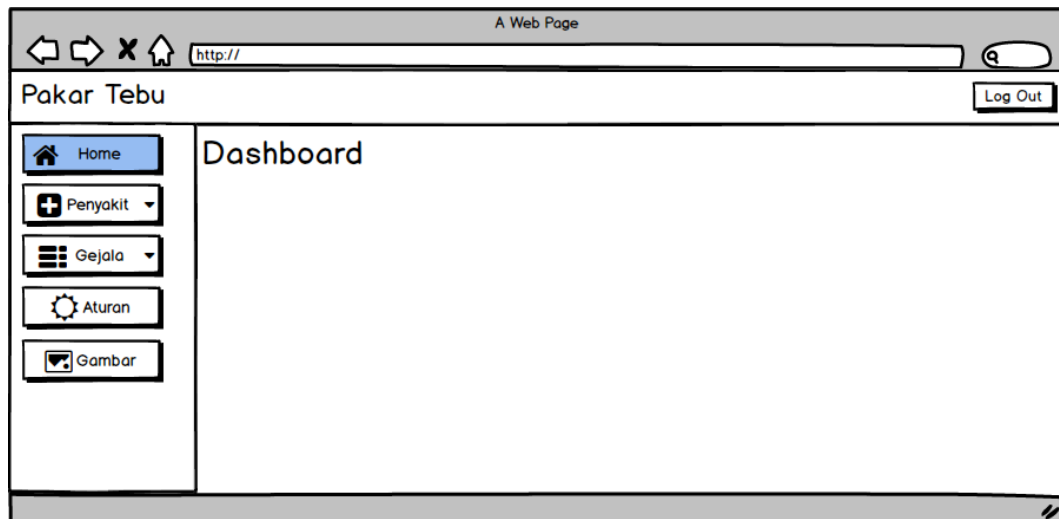 A Web Page
http://
Pakar Tebu
Log Out
Home
Dashboard
Penyakit
Gejala
Aturan
Gambar